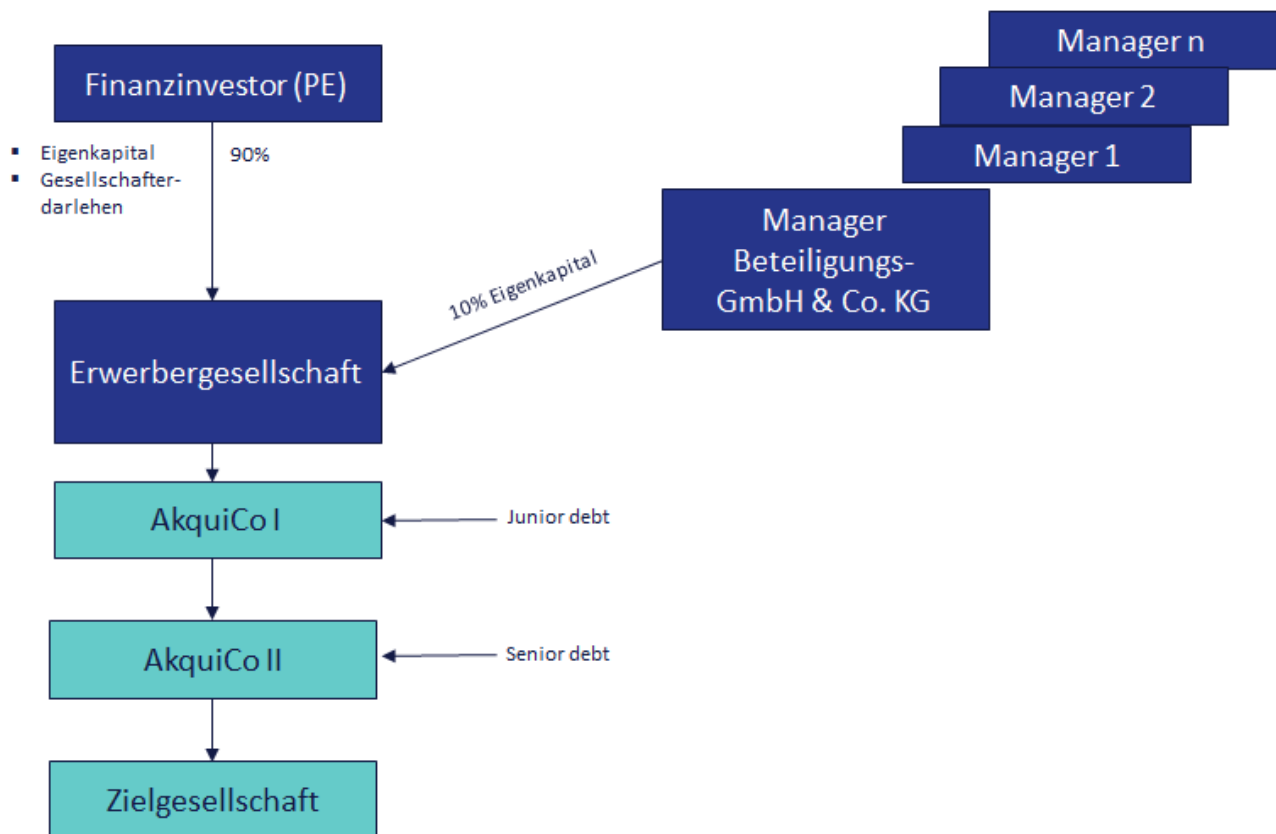 Manager n
Finanzinvestor (PE)
Manager 2
Manager 1
▪ Eigenkapital
▪ Gesellschafter-
darlehen
90%
Manager
Beteiligungs-
GmbH & Co. KG
10% Eigenkapital
Erwerbergesellschaft
AkquiCo I
Junior debt
AkquiCo II
Senior debt
Zielgesellschaft